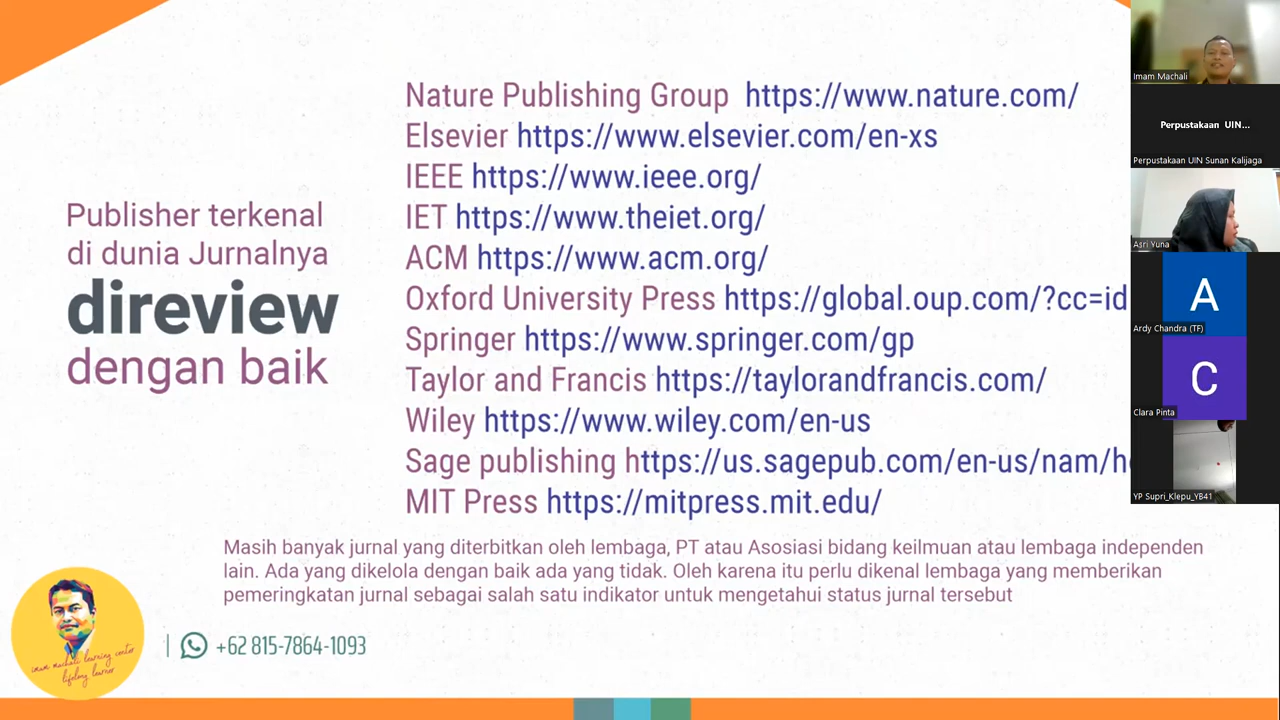 Publisher terkenal
di dunia Jurnalnya
direview
dengan baik
Nature Publishing Group https://www.nature.com/
Elsevier https://www.elsevier.com/en-xs
IEEE https://www.ieee.org/
IET https://www.theiet.org/
ACM https://www.acm.org/
Oxford University Press https://global.oup.com/?cc=id
Springer https://www.springer.com/gp
Taylor and Francis https://taylorandfrancis.com/
Wiley https://www.wiley.com/en-us
Sage publishing https://us.sagepub.com/en-us/nam/h
MIT Press https://mitpress.mit.edu/
Masih banyak jurnal yang diterbitkan oleh lembaga, PT atau Asosiasi bidang keilmuan atau lembaga independen
lain. Ada yang dikelola dengan baik ada yang tidak. Oleh karena itu perlu dikenal lembaga yang memberikan
pemeringkatan jurnal sebagai salah satu indikator untuk mengetahui status jurnal tersebut
imam machali learning center
lifelong learner
| +62 815-7864-1093
Imam Machali
Perpustakaan UIN...
Perpustakaan UIN Sunan Kalijaga
Asri Yuna
A
Ardy Chandra (TF)
C
Clara Pinta
YP Supri_Klepu_YB41